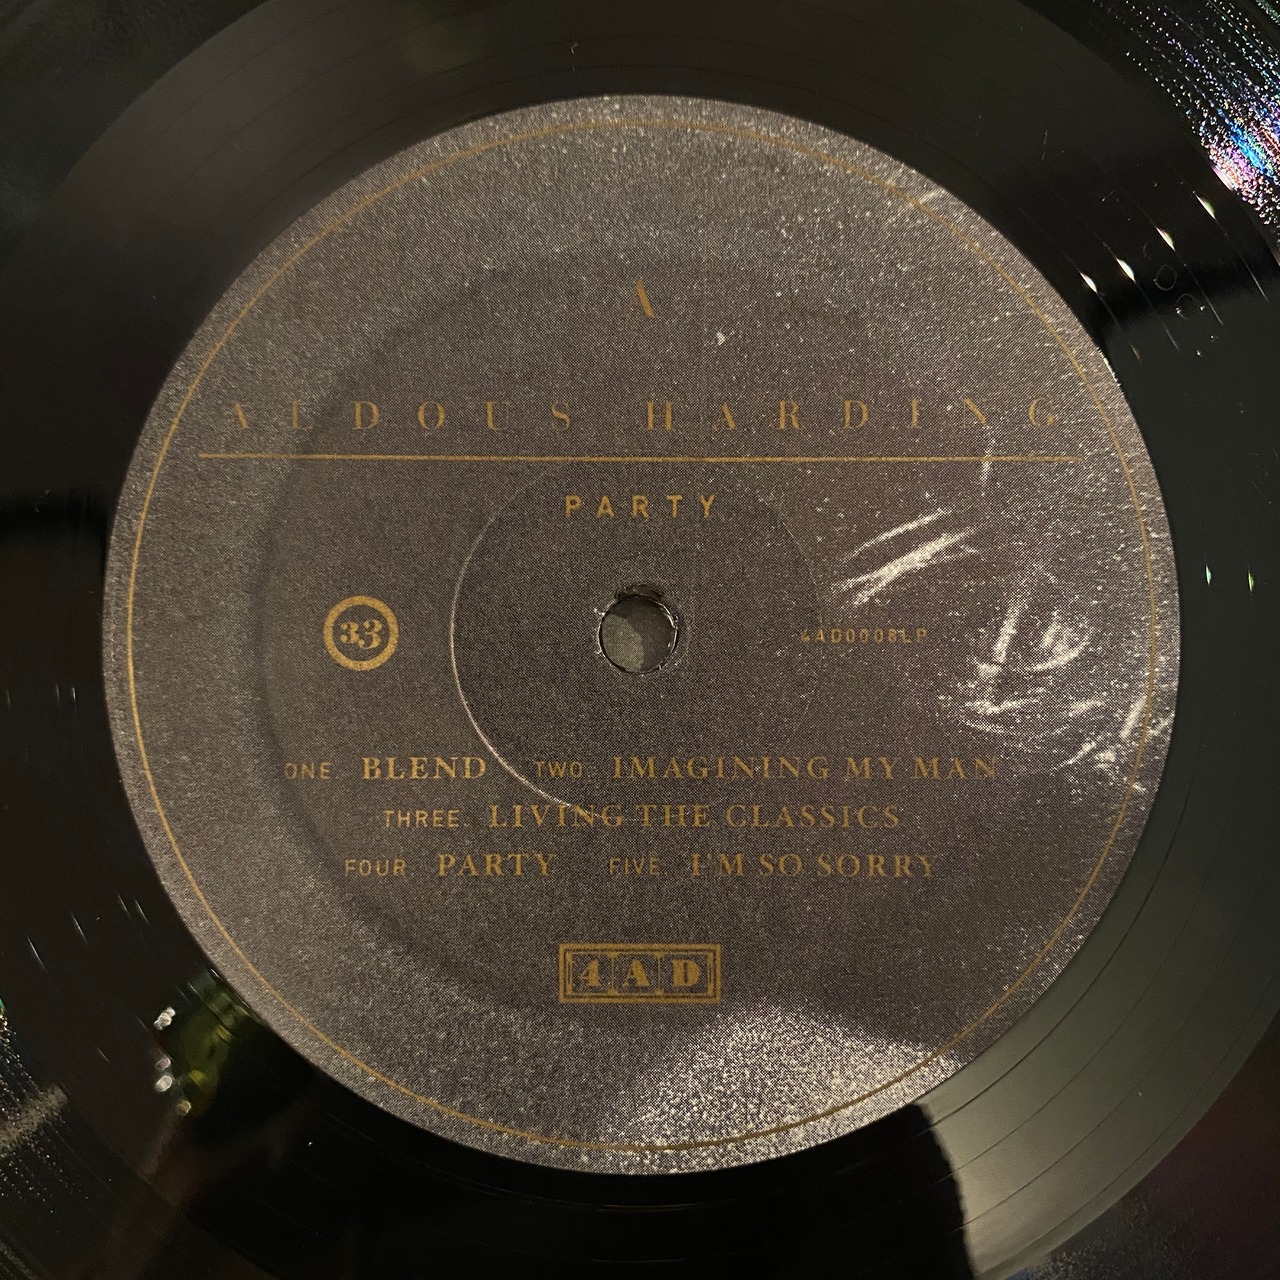 A
ALDOUS HARDING
PARTY
33
4AD0008LP
ONE. BLEND TWO. IMAGINING MY MAN
THREE. LIVING THE CLASSICS
FOUR PARTY FIVE. I'M SO SORRY
4AD